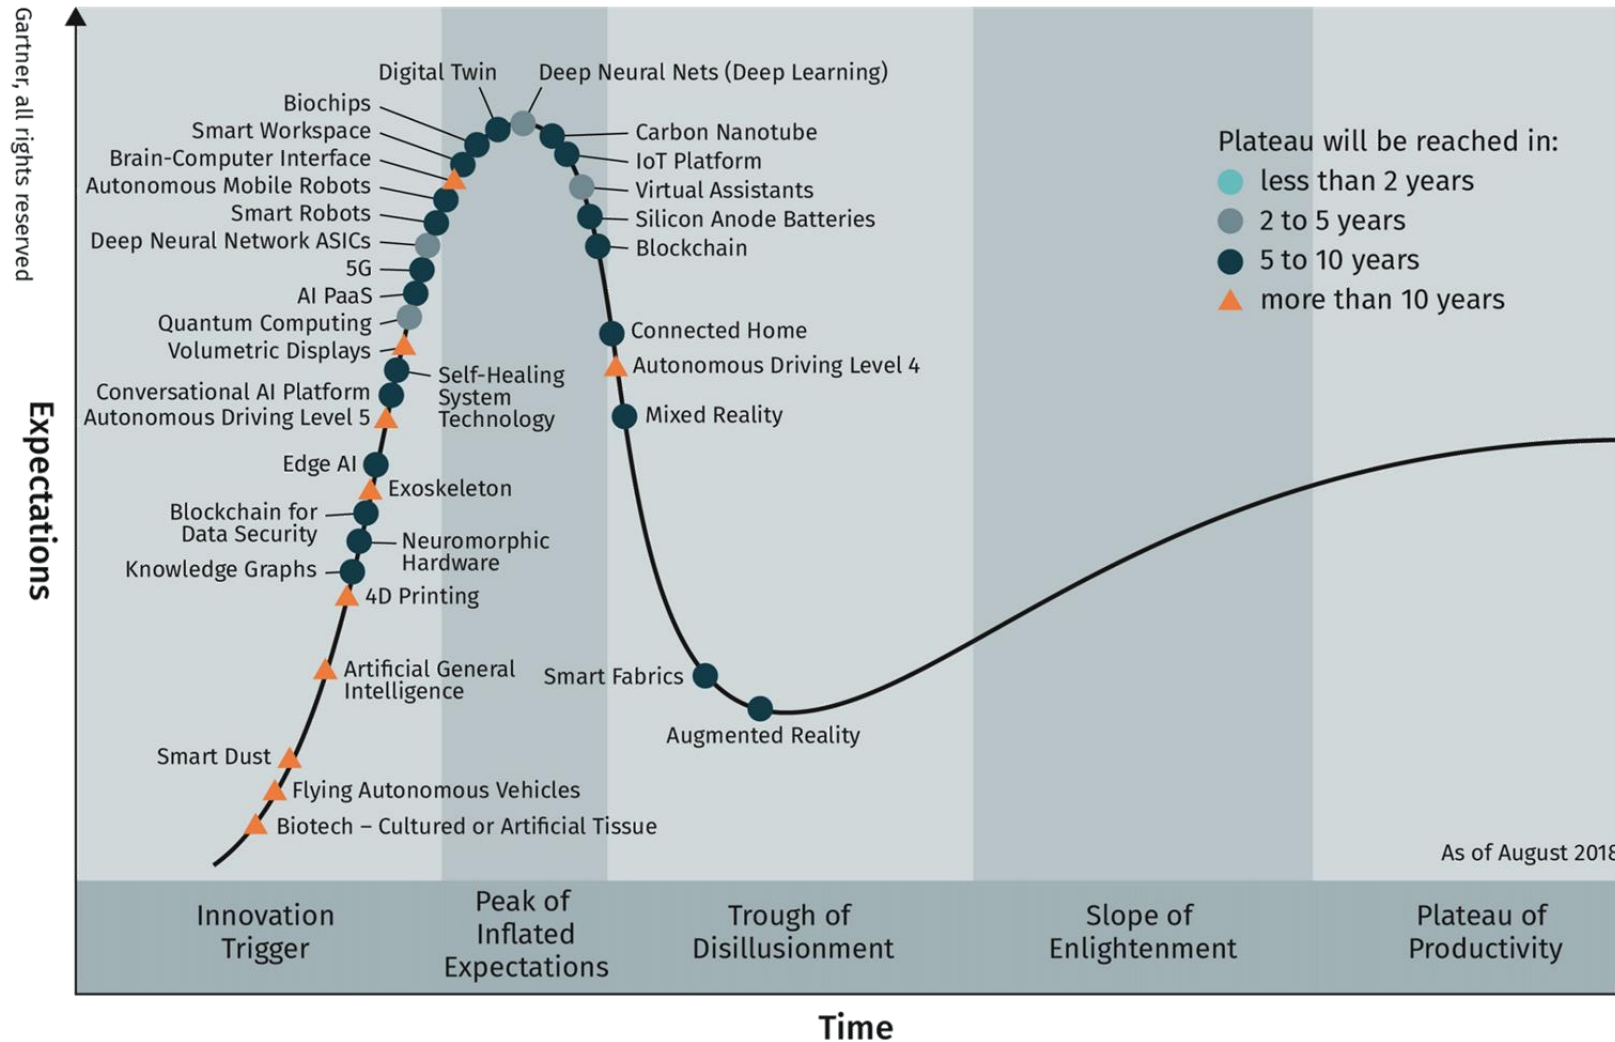 Gartner, all rights reserved
Expectations
Digital Twin
Deep Neural Nets (Deep Learning)
Biochips
Smart Workspace
Brain-Computer Interface
Autonomous Mobile Robots
Smart Robots
Deep Neural Network ASICs
5G
AI PaaS
Quantum Computing
Volumetric Displays
Self-Healing
System
Technology
Conversational AI Platform
Autonomous Driving Level 5
Edge AI
Exoskeleton
Blockchain for
Data Security
Neuromorphic
Hardware
Knowledge Graphs
4D Printing
Artificial General
Intelligence
Smart Dust
Flying Autonomous Vehicles
Biotech – Cultured or Artificial Tissue
Carbon Nanotube
IoT Platform
Virtual Assistants
Silicon Anode Batteries
Blockchain
Connected Home
Autonomous Driving Level 4
Mixed Reality
Smart Fabrics
Augmented Reality
Plateau will be reached in:
less than 2 years
2 to 5 years
5 to 10 years
more than 10 years
As of August 2018
Innovation
Trigger
Peak of
Inflated
Expectations
Trough of
Disillusionment
Slope of
Enlightenment
Plateau of
Productivity
Time